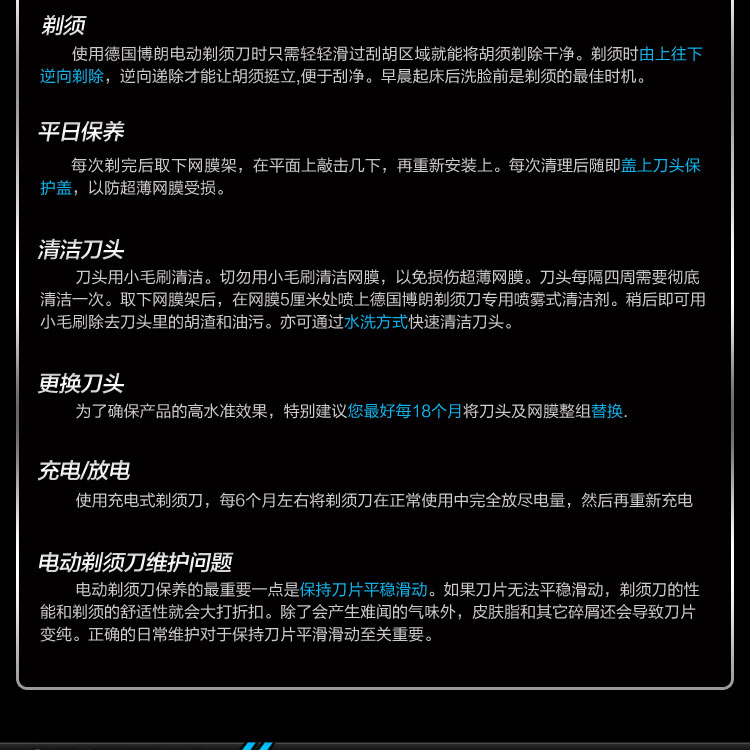 剃须
使用德国博朗电动剃须刀时只需轻轻滑过刮胡区域就能将胡须剃除干净。剃须时由上往下
逆向剃除，逆向递除才能让胡须挺立,便于刮净。早晨起床后洗脸前是剃须的最佳时机。
平日保养
每次剃完后取下网膜架，在平面上敲击几下，再重新安装上。每次清理后随即盖上刀头保
护盖，以防超薄网膜受损。
清洁刀头
刀头用小毛刷清洁。切勿用小毛刷清洁网膜，以免损伤超薄网膜。刀头每隔四周需要彻底
清洁一次。取下网膜架后，在网膜5厘米处喷上德国博朗剃须刀专用喷雾式清洁剂。稍后即可用
小毛刷除去刀头里的胡渣和油污。亦可通过水洗方式快速清洁刀头。
更换刀头
为了确保产品的高水准效果，特别建议您最好每18个月将刀头及网膜整组替换.
充电/放电
使用充电式剃须刀，每6个月左右将剃须刀在正常使用中完全放尽电量，然后再重新充电
电动剃须刀维护问题
电动剃须刀保养的最重要一点是保持刀片平稳滑动。如果刀片无法平稳滑动，剃须刀的性
能和剃须的舒适性就会大打折扣。除了会产生难闻的气味外，皮肤脂和其它碎屑还会导致刀片
变纯。正确的日常维护对于保持刀片平滑滑动至关重要。